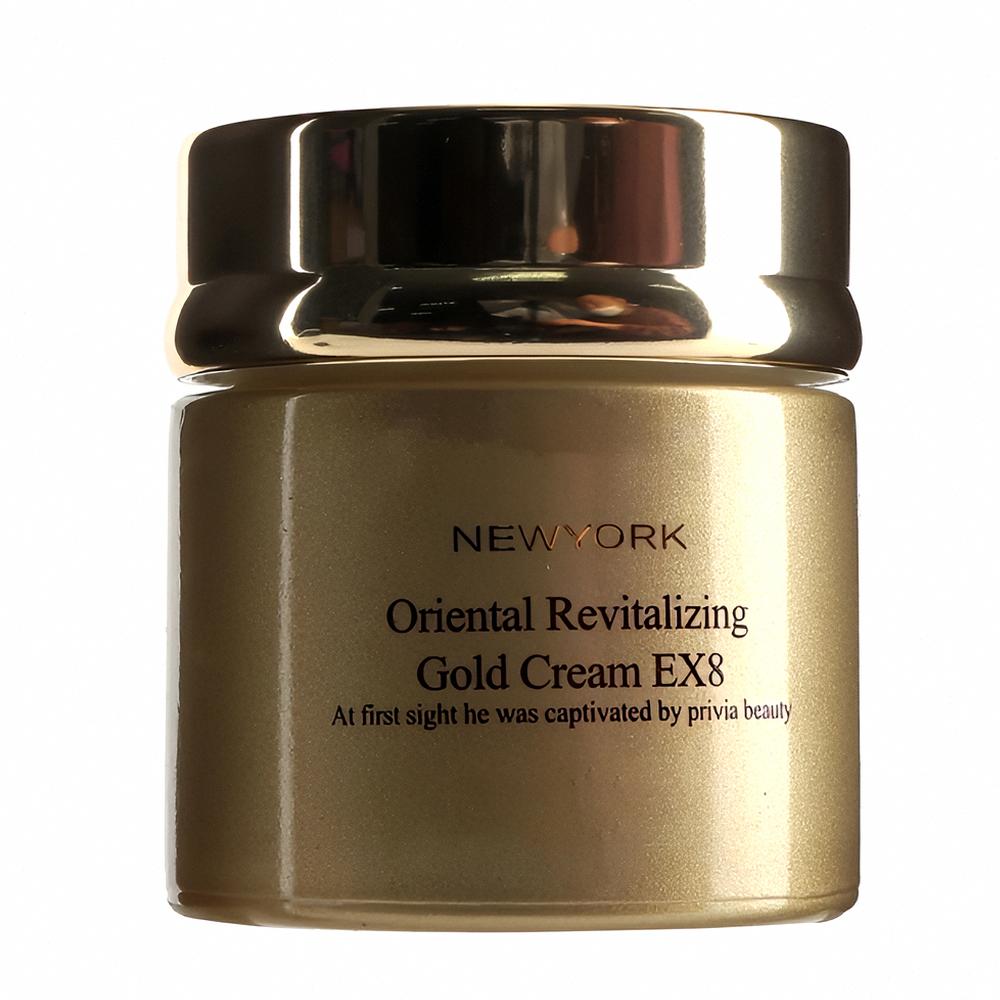 NEWYORK
Oriental Revitalizing
Gold Cream EX8
At first sight he was captivated by privia beauty